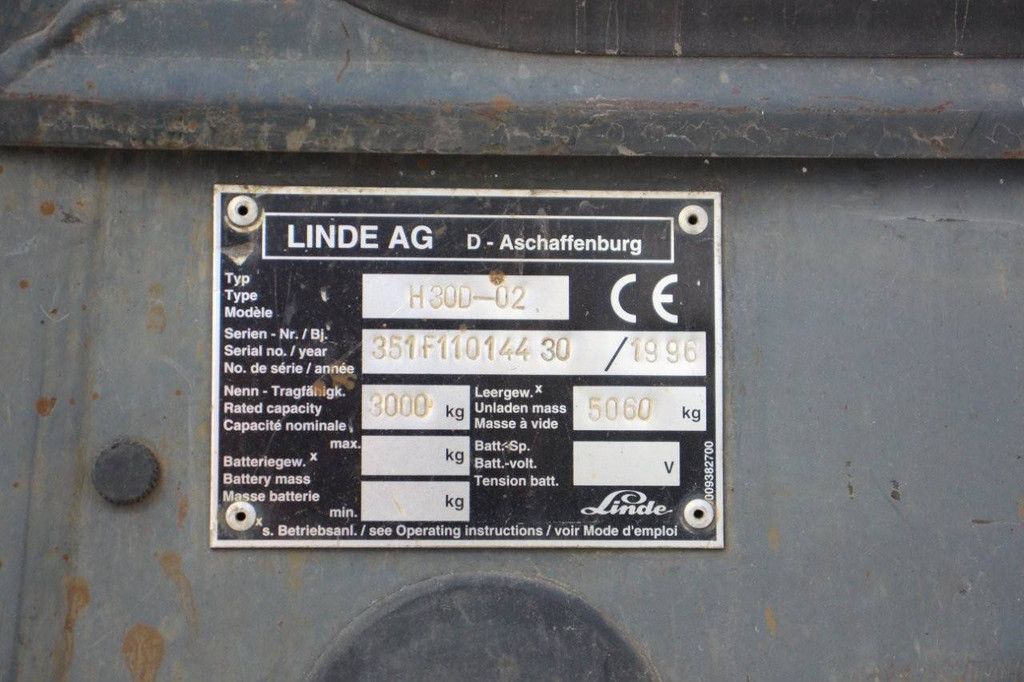 LINDE AG D - Aschaffenburg
Typ
Type
Modèle
H30D-02
CE
Serien - Nr. / Bj.
Serial no. / year
No. de série / année
351F110144 30 / 1996
Nenn - Tragfähigk.
Rated capacity
Capacité nominale
3000 kg
Leergew. x
Unladen mass
Masse à vide
5060 kg
max.
kg
Batteriegew. x
Battery mass
Masse batterie
min.
kg
Batt.-Sp.
Batt.-volt.
Tension batt.
V
Linde
009382700
x s. Betriebsanl. / see Operating instructions / voir Mode d'emploi